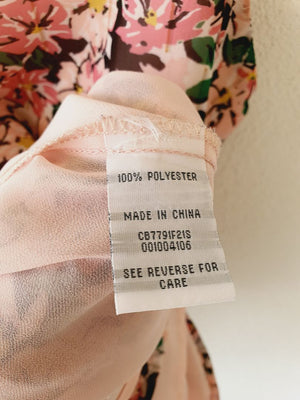 100% POLYESTER
MADE IN CHINA
CB7791F21S
001004106
SEE REVERSE FOR
CARE